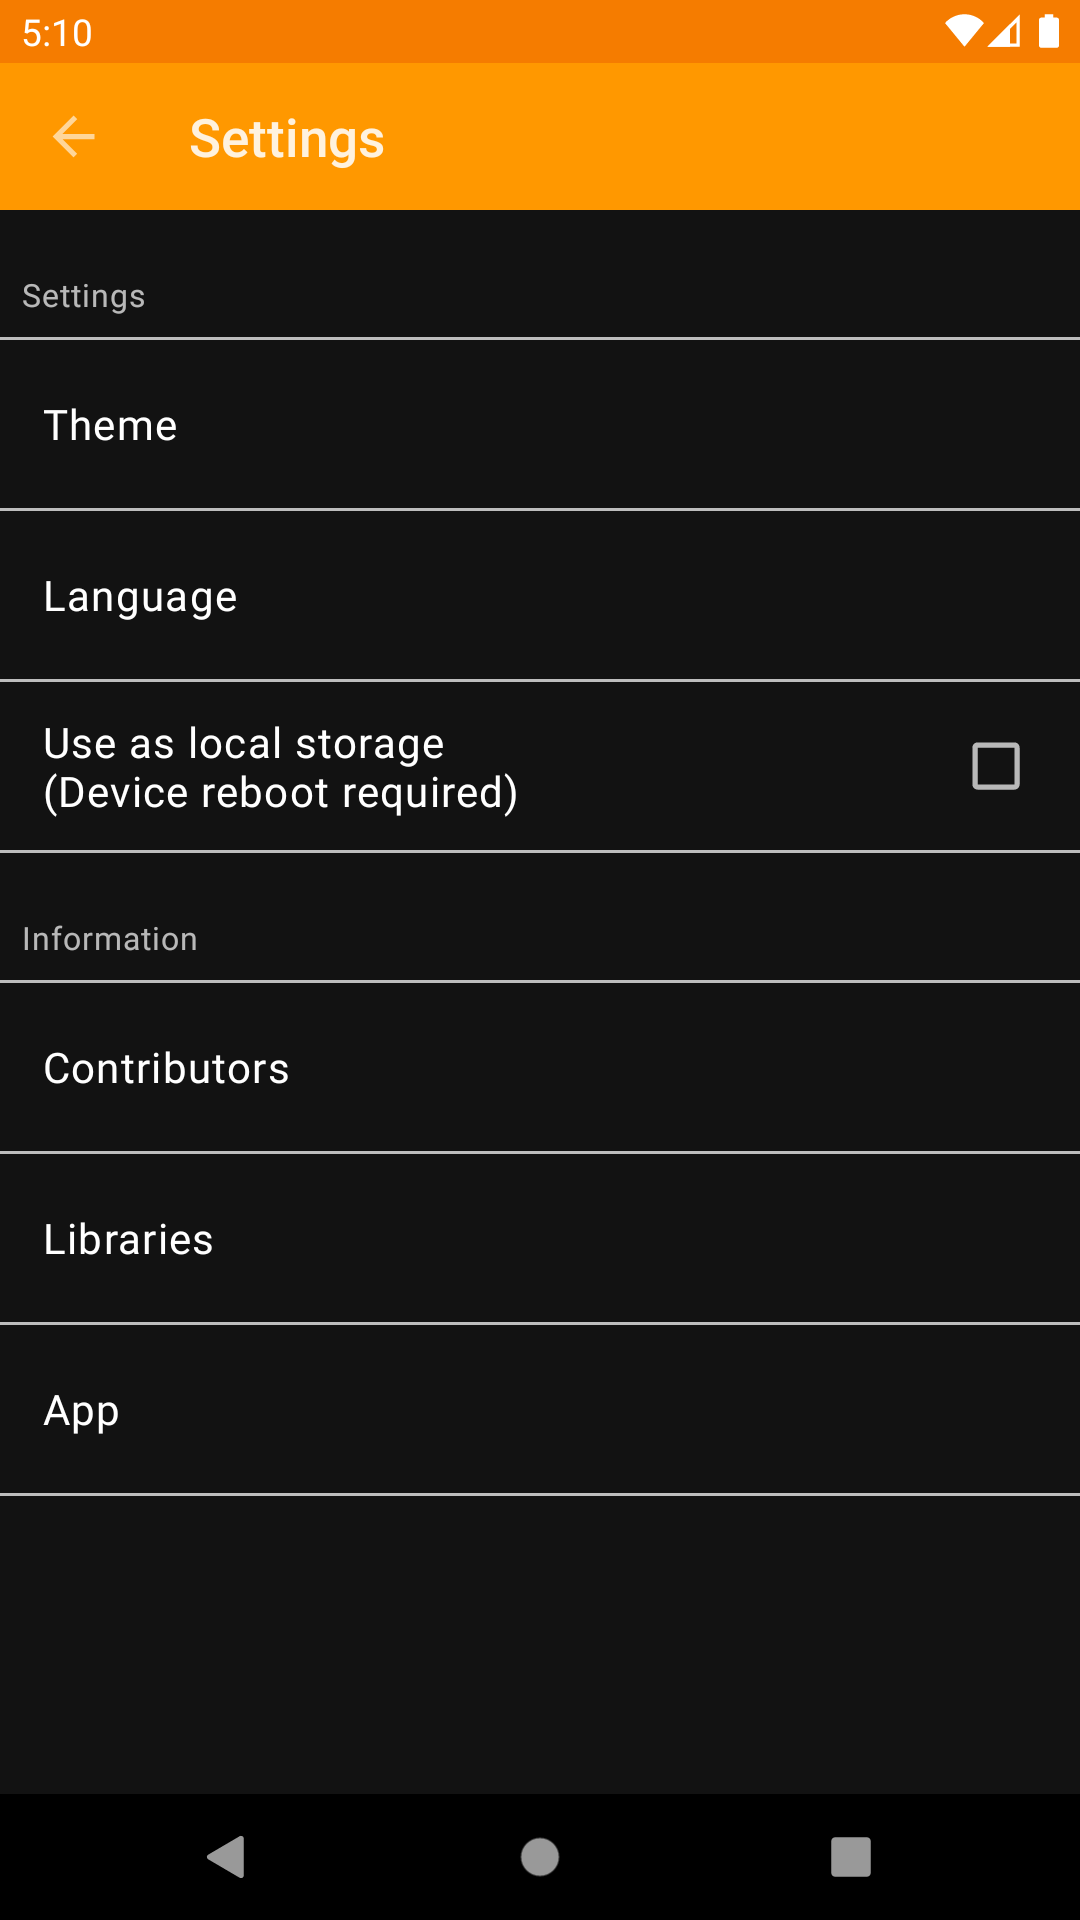 5:10
Settings
Settings
Theme
Language
Use as local storage
(Device reboot required)
Information
Contributors
Libraries
App